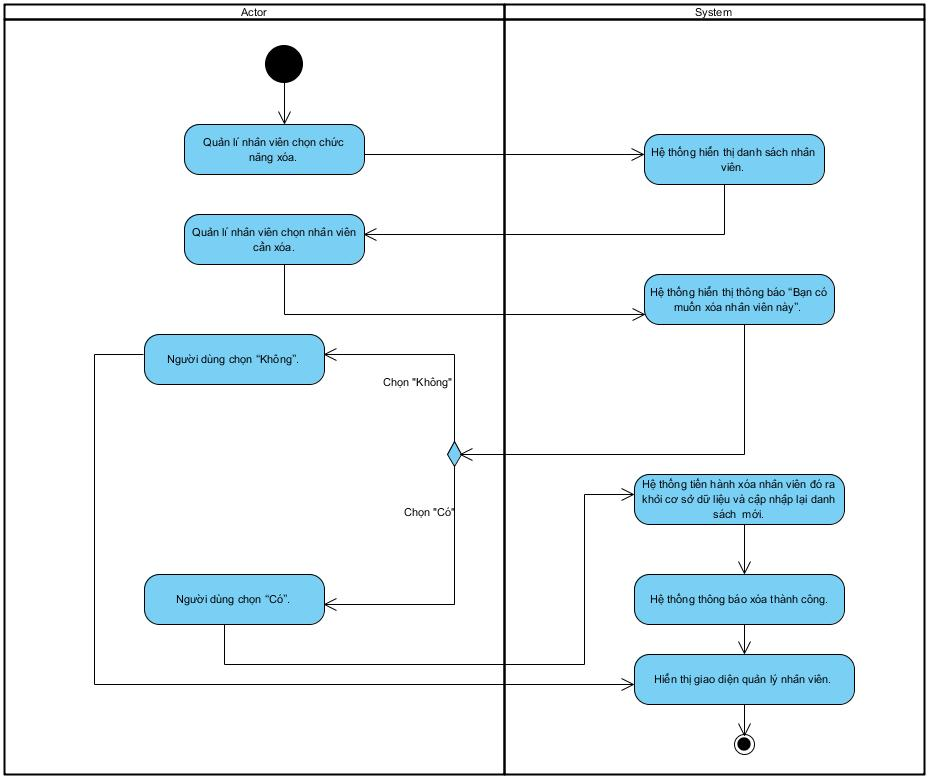 Actor
System
Quản lí nhân viên chọn chức
năng xóa.
Hệ thống hiển thị danh sách nhân
viên.
Quản lí nhân viên chọn nhân viên
cần xóa.
Hệ thống hiển thị thông báo “Bạn có
muốn xóa nhân viên này”.
Người dùng chọn “Không”.
Chọn "Không"
Hệ thống tiến hành xóa nhân viên đó ra
khỏi cơ sở dữ liệu và cập nhập lại danh
sách mới.
Chọn "Có"
Người dùng chọn “Có”.
Hệ thống thông báo xóa thành công.
Hiển thị giao diện quản lý nhân viên.